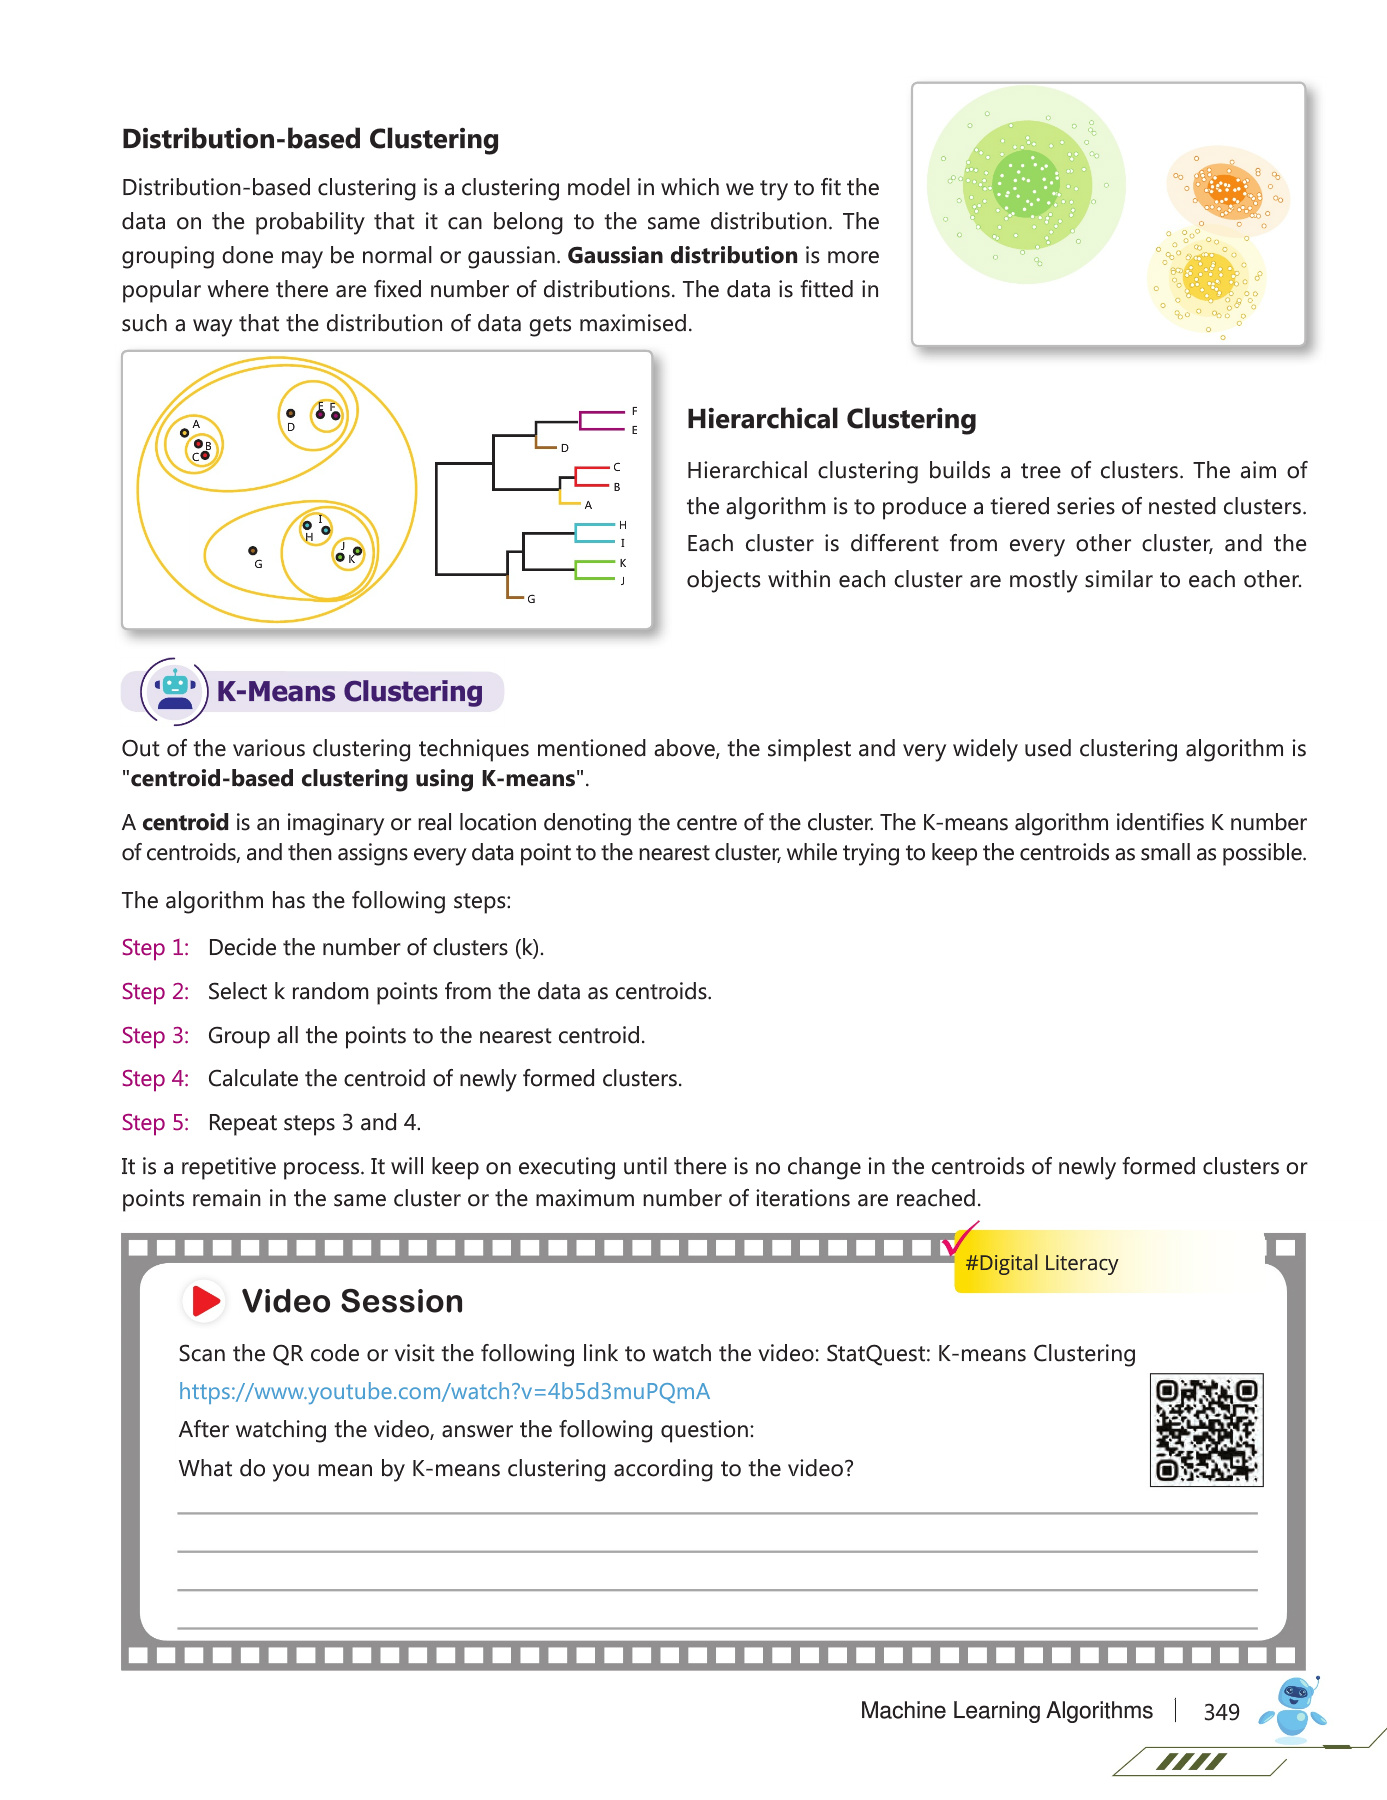 Distribution-based Clustering
Distribution-based clustering is a clustering model in which we try to fit the
data on the probability that it can belong to the same distribution. The
grouping done may be normal or gaussian. Gaussian distribution is more
popular where there are fixed number of distributions. The data is fitted in
such a way that the distribution of data gets maximised.
A
B
C
D
E F
G
H
I
J
K
F
E
D
C
B
A
H
I
K
J
G
Hierarchical Clustering
Hierarchical clustering builds a tree of clusters. The aim of
the algorithm is to produce a tiered series of nested clusters.
Each cluster is different from every other cluster, and the
objects within each cluster are mostly similar to each other.
K-Means Clustering
Out of the various clustering techniques mentioned above, the simplest and very widely used clustering algorithm is
"centroid-based clustering using K-means".
A centroid is an imaginary or real location denoting the centre of the cluster. The K-means algorithm identifies K number
of centroids, and then assigns every data point to the nearest cluster, while trying to keep the centroids as small as possible.
The algorithm has the following steps:
Step 1: Decide the number of clusters (k).
Step 2: Select k random points from the data as centroids.
Step 3: Group all the points to the nearest centroid.
Step 4: Calculate the centroid of newly formed clusters.
Step 5: Repeat steps 3 and 4.
It is a repetitive process. It will keep on executing until there is no change in the centroids of newly formed clusters or
points remain in the same cluster or the maximum number of iterations are reached.
#Digital Literacy
Video Session
Scan the QR code or visit the following link to watch the video: StatQuest: K-means Clustering
https://www.youtube.com/watch?v=4b5d3muPQmA
After watching the video, answer the following question:
What do you mean by K-means clustering according to the video?
Machine Learning Algorithms 349